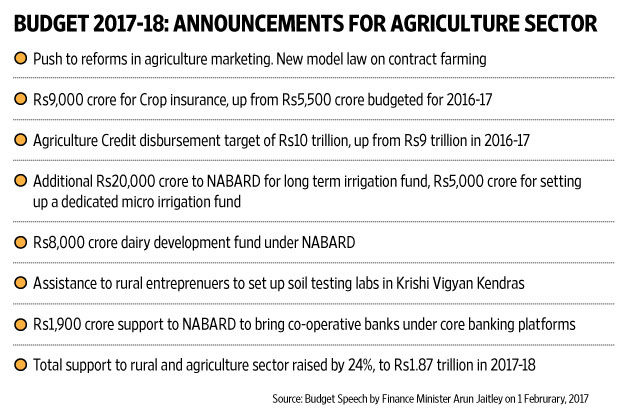 BUDGET 2017-18: ANNOUNCEMENTS FOR AGRICULTURE SECTOR
Push to reforms in agriculture marketing. New model law on contract farming
Rs9,000 crore for Crop insurance, up from Rs5,500 crore budgeted for 2016-17
Agriculture Credit disbursement target of Rs10 trillion, up from Rs9 trillion in 2016-17
Additional Rs20,000 crore to NABARD for long term irrigation fund, Rs5,000 crore for setting
up a dedicated micro irrigation fund
Rs8,000 crore dairy development fund under NABARD
Assistance to rural entreprenuers to set up soil testing labs in Krishi Vigyan Kendras
Rs1,900 crore support to NABARD to bring co-operative banks under core banking platforms
Total support to rural and agriculture sector raised by 24%, to Rs1.87 trillion in 2017-18
Source: Budget Speech by Finance Minister Arun Jaitley on 1 Februrary, 2017